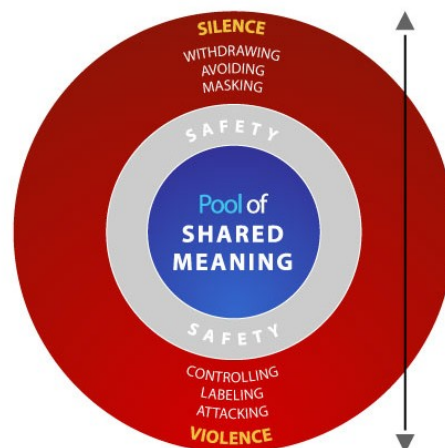 SILENCE
WITHDRAWING
AVOIDING
MASKING
SAFETY
Pool of
SHARED
MEANING
SAFETY
CONTROLLING
LABELING
ATTACKING
VIOLENCE